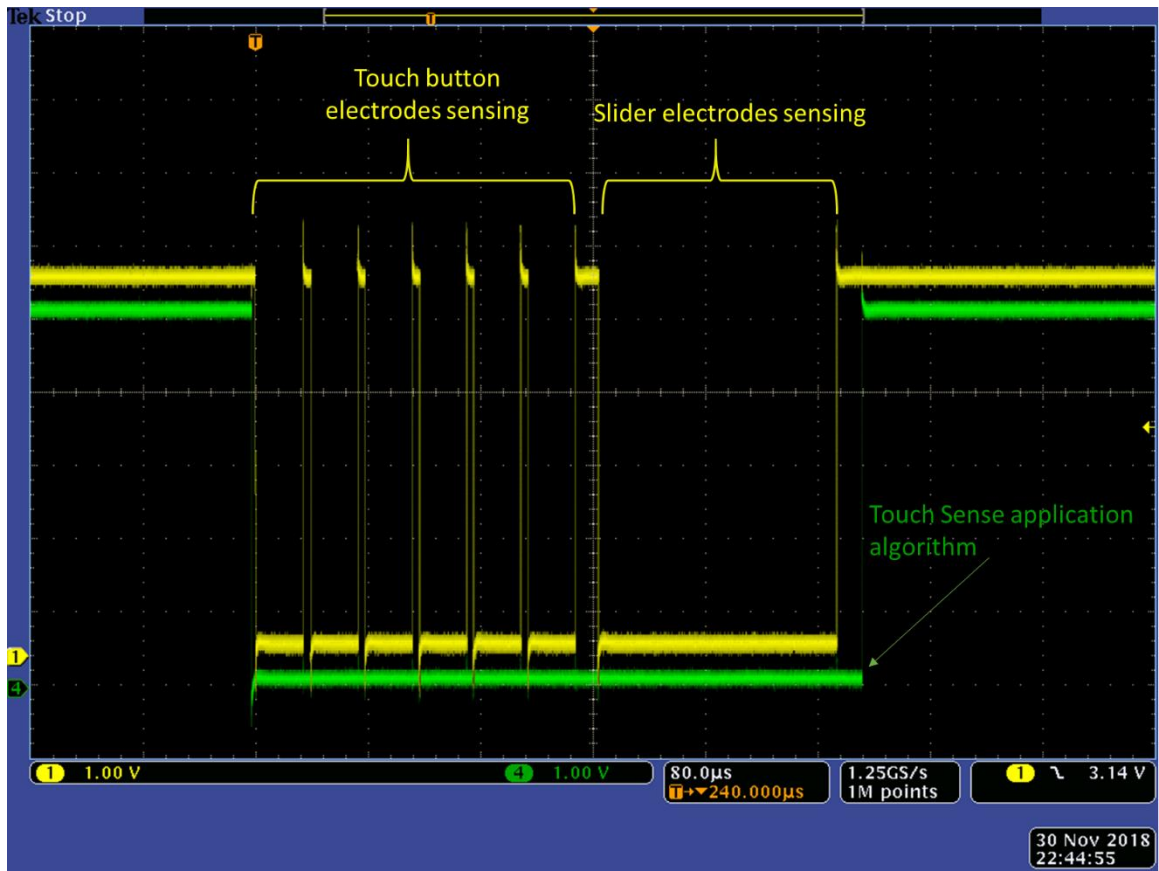 Tek Stop
T
T
Touch button
electrodes sensing
Slider electrodes sensing
Touch Sense application
algorithm
1
4
1 1.00 V
4 1.00 V
80.0µs
T→▼240.000µs
1.25GS/s
1M points
1 3.14 V
30 Nov 2018
22:44:55